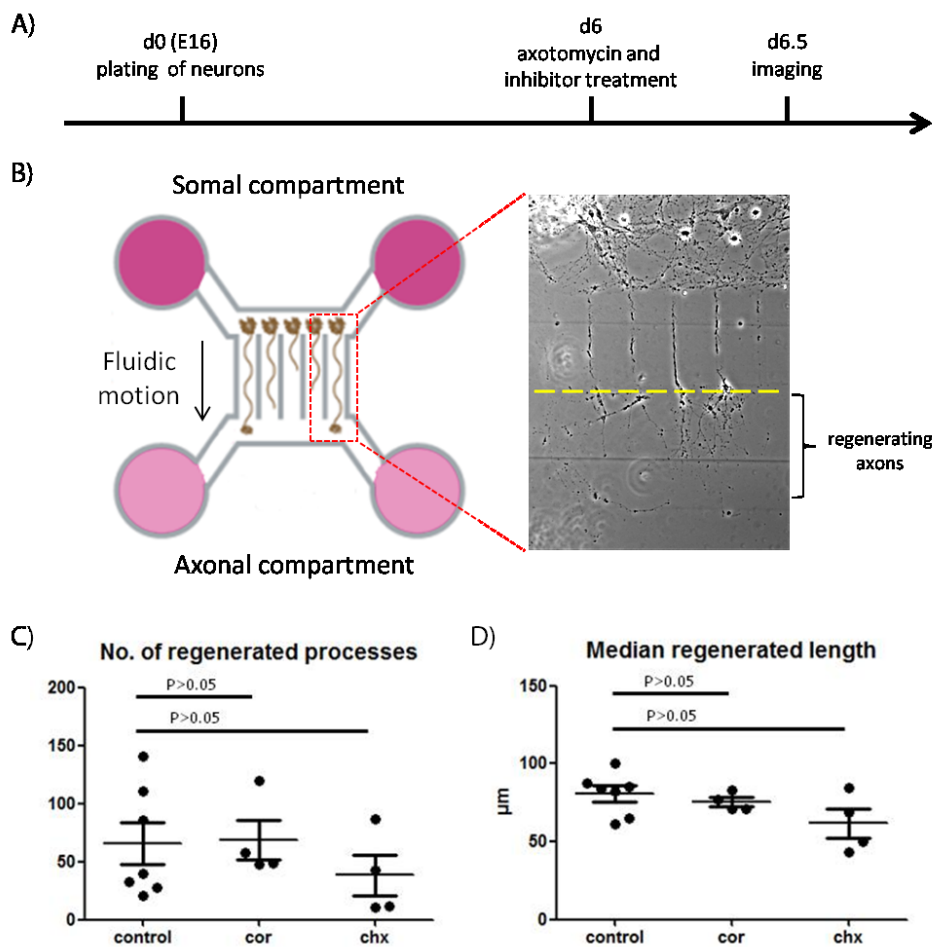 A)
d0 (E16)
plating of neurons
d6
axotomycin and
inhibitor treatment
d6.5
imaging
B)
Somal compartment
Fluidic
motion
Axonal compartment
regenerating
axons
C)
No. of regenerated processes
P>0.05
P>0.05
200
150
100
50
0
control cor chx
D)
Median regenerated length
P>0.05
P>0.05
µm
150
100
50
0
control cor chx